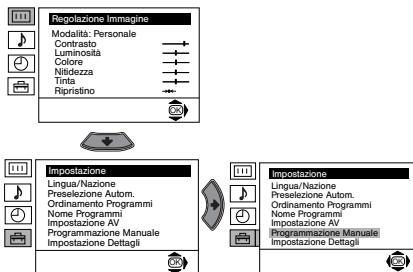 Regolazione Immagine
Modalità: Personale
Contrasto
Luminosità
Colore
Nitidezza
Tinta
Ripristino
OK
Impostazione
Lingua/Nazione
Preselezione Autom.
Ordinamento Programmi
Nome Programmi
Impostazione AV
Programmazione Manuale
Impostazione Dettagli
OK
Impostazione
Lingua/Nazione
Preselezione Autom.
Ordinamento Programmi
Nome Programmi
Impostazione AV
Programmazione Manuale
Impostazione Dettagli
OK